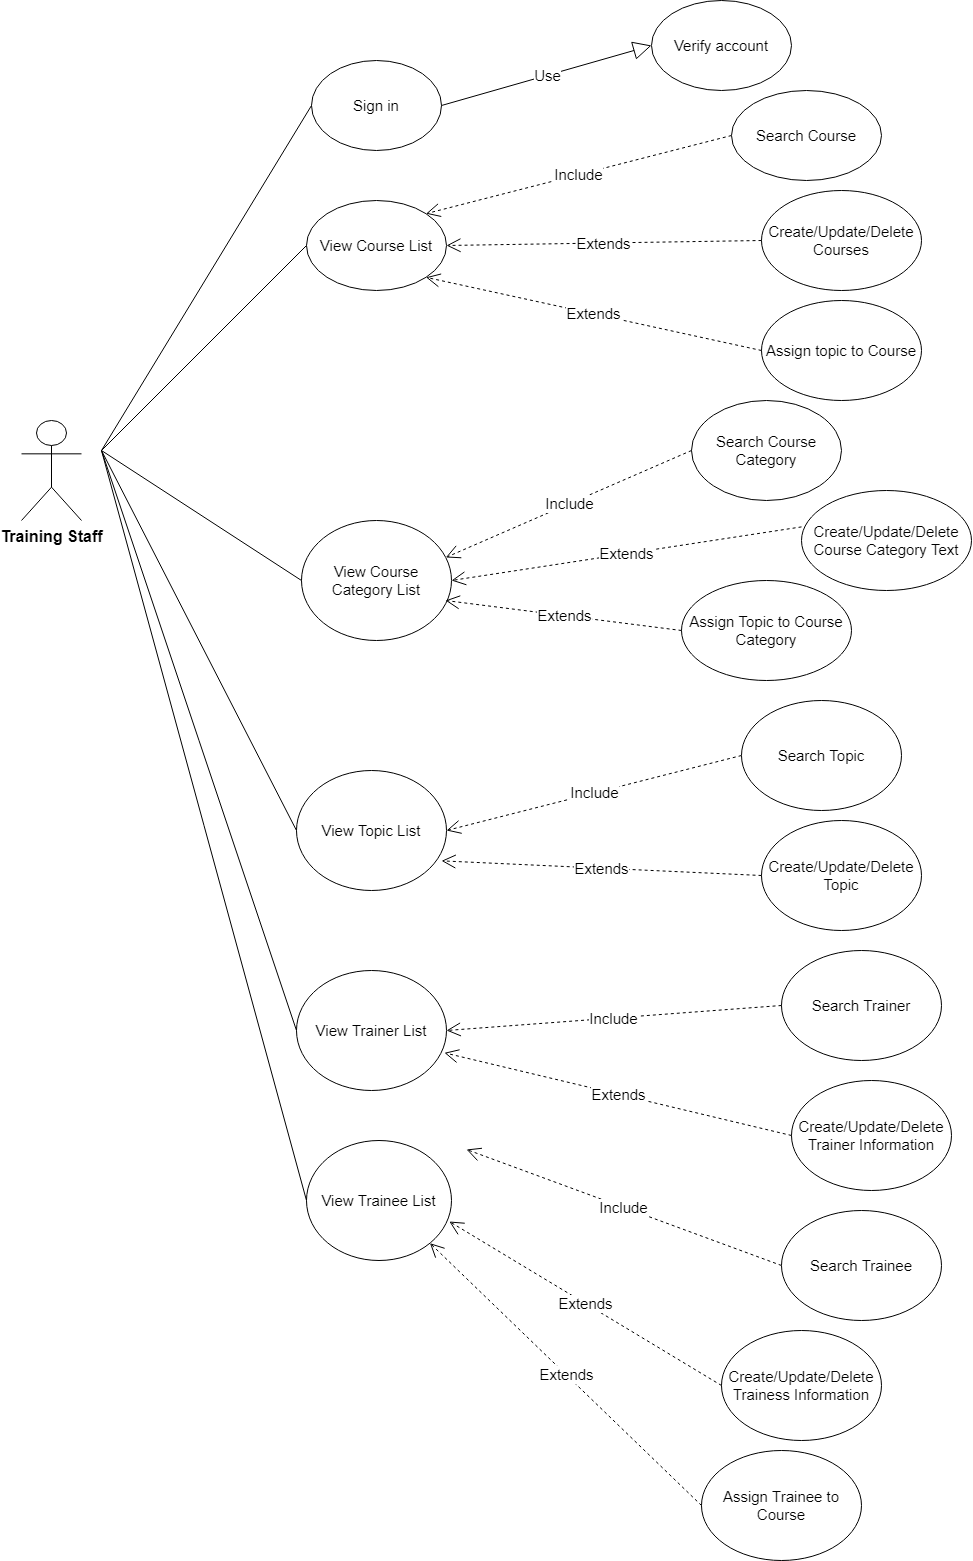 Verify account
Use
Sign in
Search Course
Include
View Course List
Create/Update/Delete
Courses
Extends
Extends
Assign topic to Course
Training Staff
Search Course
Category
Include
View Course
Category List
Create/Update/Delete
Course Category Text
Extends
Extends
Assign Topic to Course
Category
Search Topic
Include
View Topic List
Extends
Create/Update/Delete
Topic
Search Trainer
Include
View Trainer List
Extends
Create/Update/Delete
Trainer Information
View Trainee List
Include
Search Trainee
Extends
Create/Update/Delete
Trainess Information
Extends
Assign Trainee to
Course